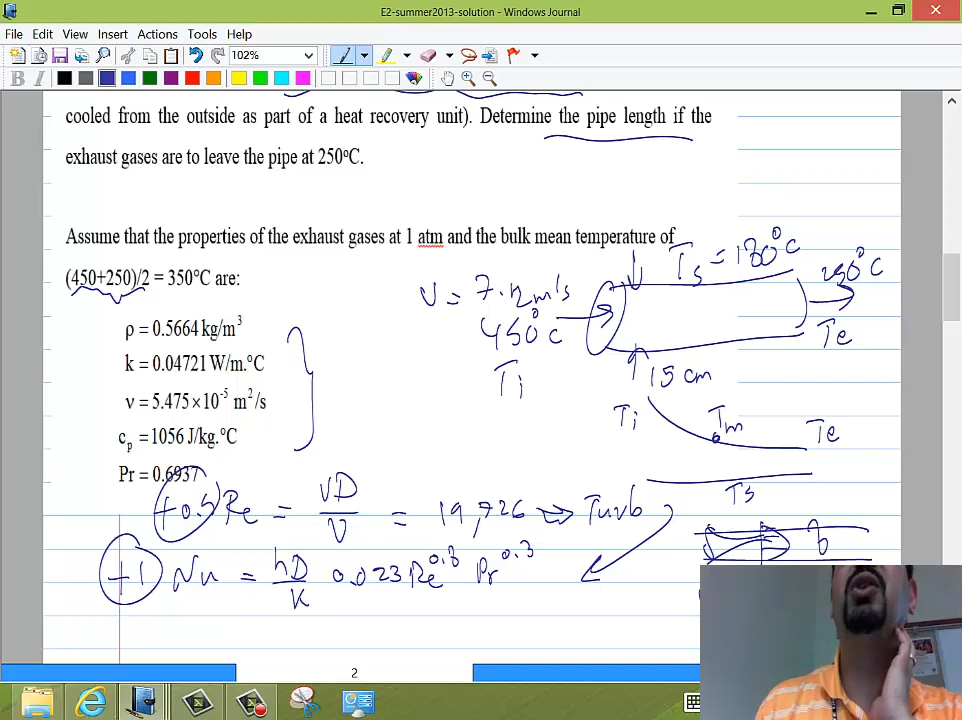 E2-summer2013-solution - Windows Journal
File Edit View Insert Actions Tools Help
102%
B I
cooled from the outside as part of a heat recovery unit). Determine the pipe length if the
exhaust gases are to leave the pipe at 250°C.
Assume that the properties of the exhaust gases at 1 atm and the bulk mean temperature of
(450+250)/2 = 350°C are:
Ts = 180°C
250°C
V = 7.12 m/s
450°C
Te
Ti
15 cm
ρ = 0.5664 kg/m³
k = 0.04721 W/m.°C
ν = 5.475×10⁻⁵ m²/s
cp =1056 J/kg.°C
Pr = 0.6937
Ti Tm Te
Ts
+0.5 Re = VD/ν = 19,726 ⇒ Turb
+1 Nu = hD/k 0.023 Re^0.8 Pr^0.3
2